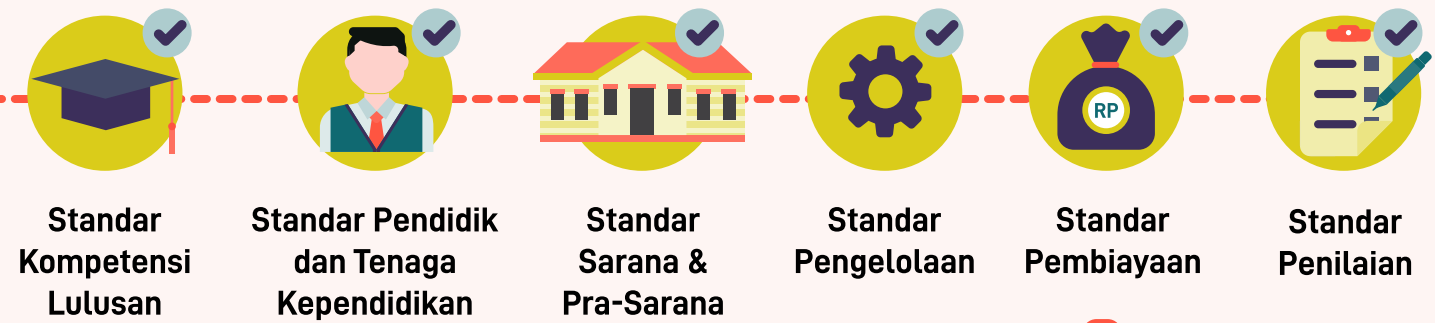 RP
Standar
Kompetensi
Lulusan
Standar Pendidik
dan Tenaga
Kependidikan
Standar
Sarana &
Pra-Sarana
Standar
Pengelolaan
Standar
Pembiayaan
Standar
Penilaian